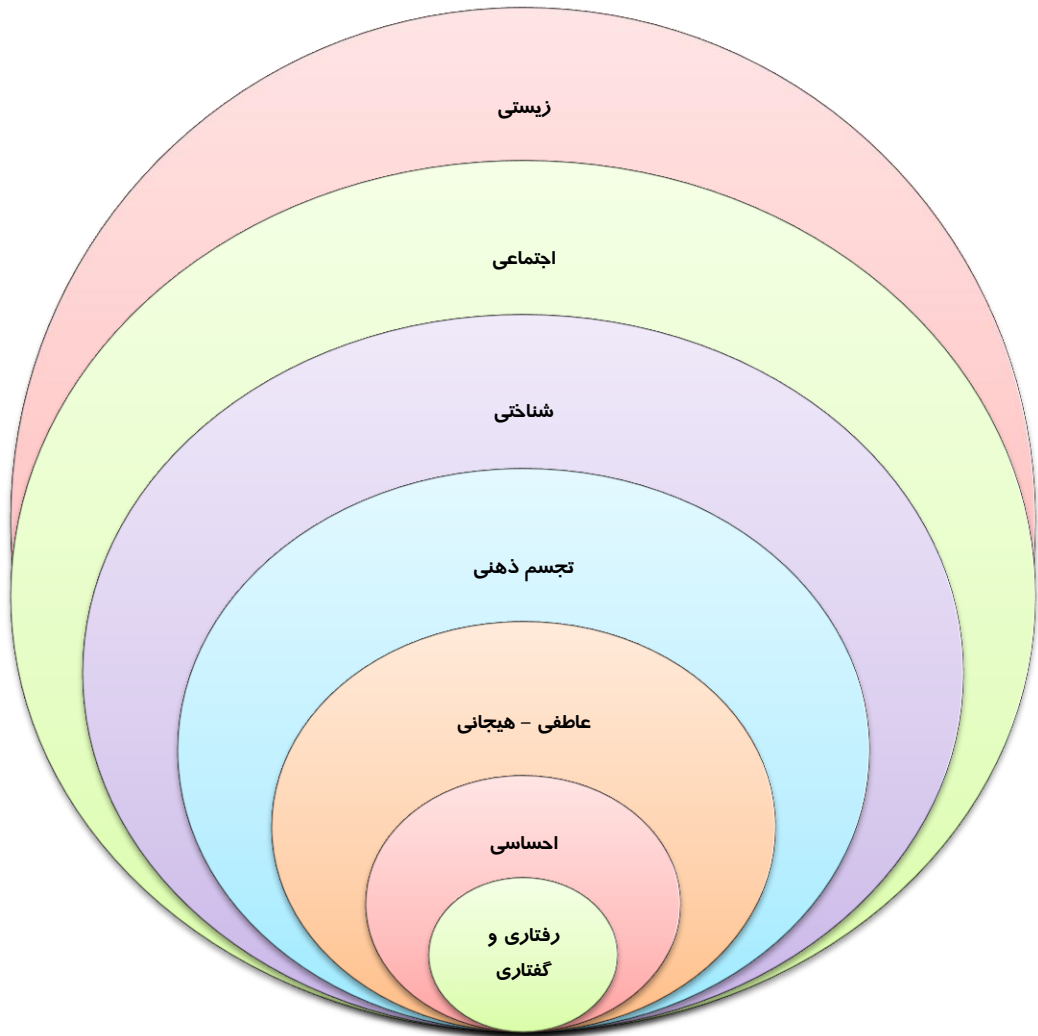 زیستی
اجتماعی
شناختی
تجسم ذهنی
عاطفی – هیجانی
احساسی
رفتاری و
گفتاری